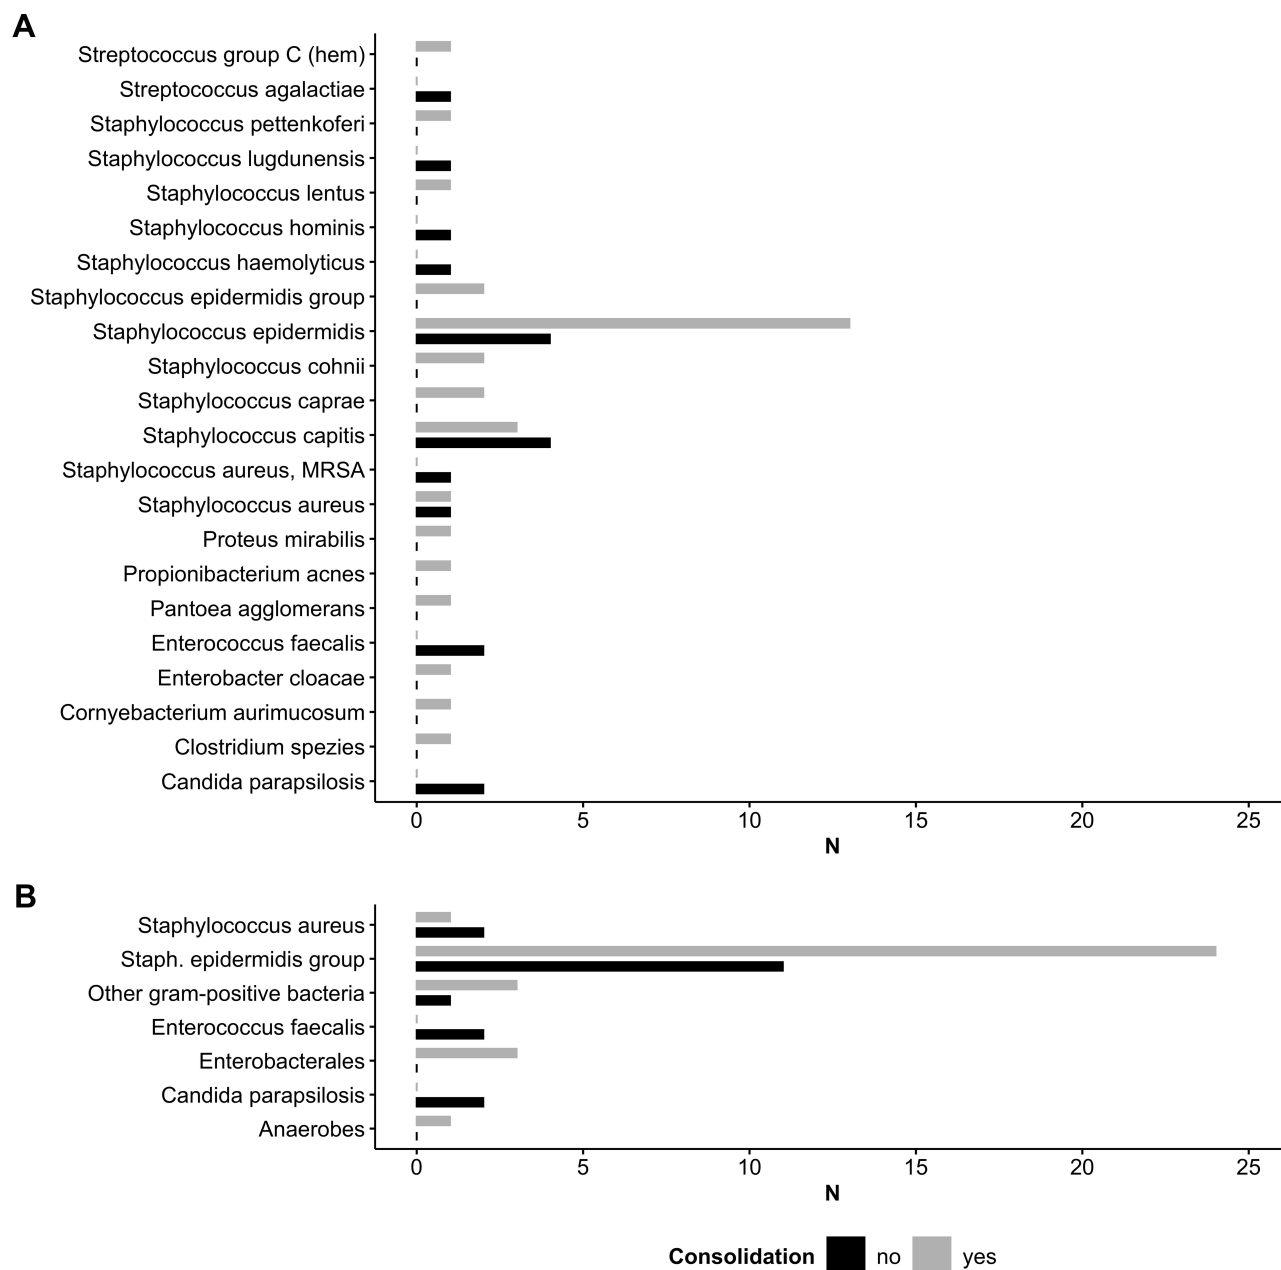 A
Streptococcus group C (hem)
Streptococcus agalactiae
Staphylococcus pettenkoferi
Staphylococcus lugdunensis
Staphylococcus lentus
Staphylococcus hominis
Staphylococcus haemolyticus
Staphylococcus epidermidis group
Staphylococcus epidermidis
Staphylococcus cohnii
Staphylococcus caprae
Staphylococcus capitis
Staphylococcus aureus, MRSA
Staphylococcus aureus
Proteus mirabilis
Propionibacterium acnes
Pantoea agglomerans
Enterococcus faecalis
Enterobacter cloacae
Cornyebacterium aurimucosum
Clostridium spezies
Candida parapsilosis
0 5 10 15 20 25
N
B
Staphylococcus aureus
Staph. epidermidis group
Other gram-positive bacteria
Enterococcus faecalis
Enterobacterales
Candida parapsilosis
Anaerobes
0 5 10 15 20 25
N
Consolidation no yes